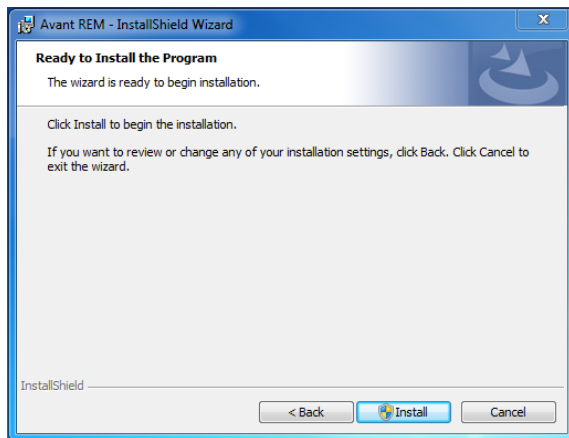 Avant REM - InstallShield Wizard
Ready to Install the Program
The wizard is ready to begin installation.
Click Install to begin the installation.
If you want to review or change any of your installation settings, click Back. Click Cancel to
exit the wizard.
InstallShield
< Back
Install
Cancel